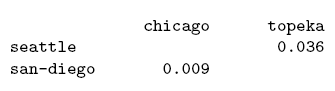 chicago topeka
seattle 0.036
san-diego 0.009